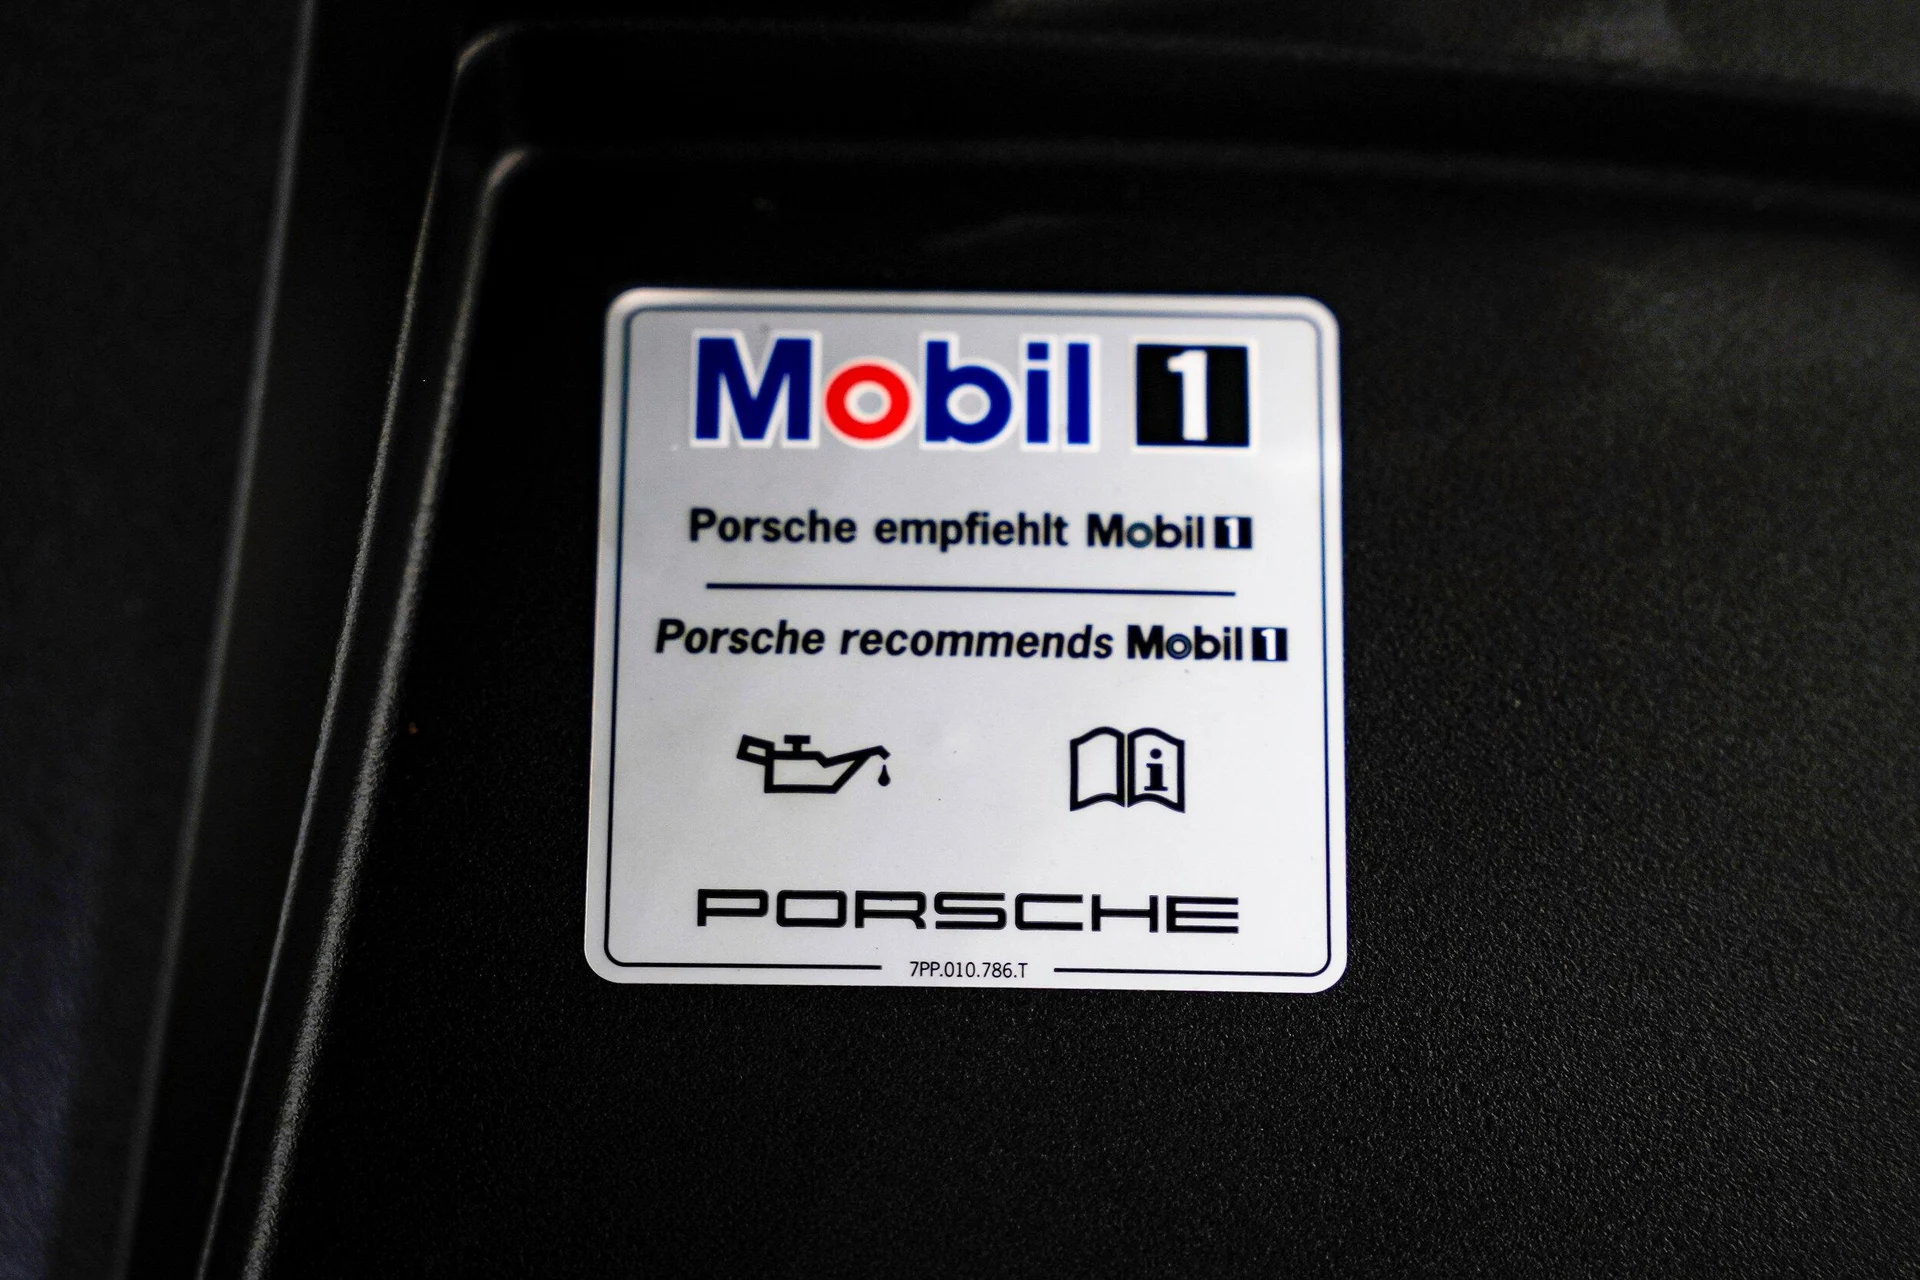 Mobil 1
Porsche empfiehlt Mobil 1
Porsche recommends Mobil 1
i
PORSCHE
7PP.010.786.T